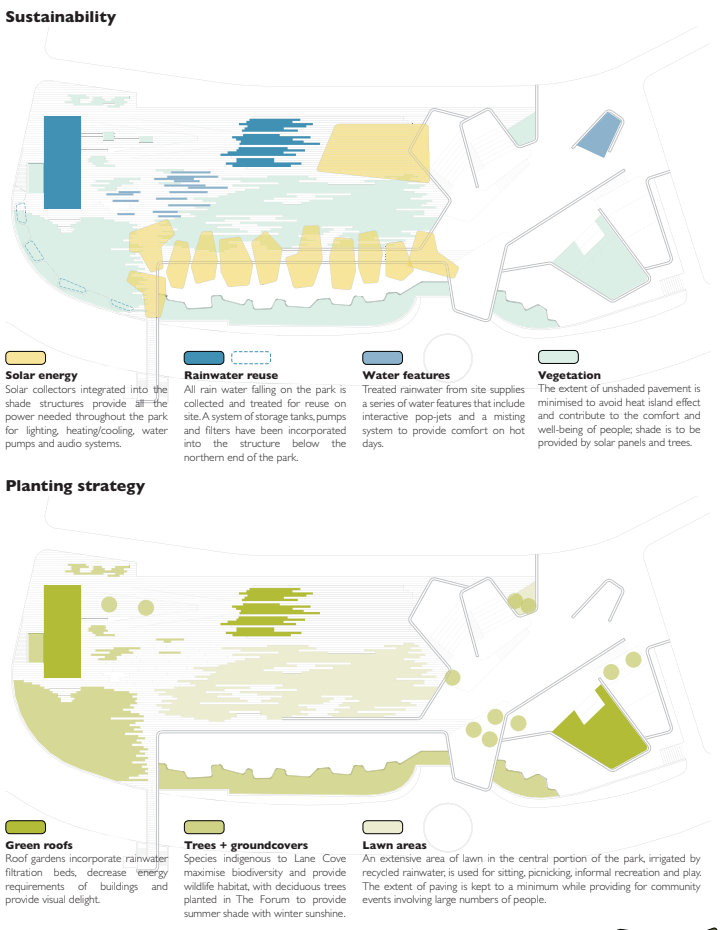 Sustainability
Solar energy
Solar collectors integrated into the
shade structures provide all the
power needed throughout the park
for lighting, heating/cooling, water
pumps and audio systems.
Rainwater reuse
All rain water falling on the park is
collected and treated for reuse on
site. A system of storage tanks, pumps
and filters have been incorporated
into the structure below the
northern end of the park.
Water features
Treated rainwater from site supplies
a series of water features that include
interactive pop-jets and a misting
system to provide comfort on hot
days.
Vegetation
The extent of unshaded pavement is
minimised to avoid heat island effect
and contribute to the comfort and
well-being of people; shade is to be
provided by solar panels and trees.
Planting strategy
Green roofs
Roof gardens incorporate rainwater
filtration beds, decrease energy
requirements of buildings and
provide visual delight.
Trees + groundcovers
Species indigenous to Lane Cove
maximise biodiversity and provide
wildlife habitat, with deciduous trees
planted in The Forum to provide
summer shade with winter sunshine.
Lawn areas
An extensive area of lawn in the central portion of the park, irrigated by
recycled rainwater, is used for sitting, picnicking, informal recreation and play.
The extent of paving is kept to a minimum while providing for community
events involving large numbers of people.